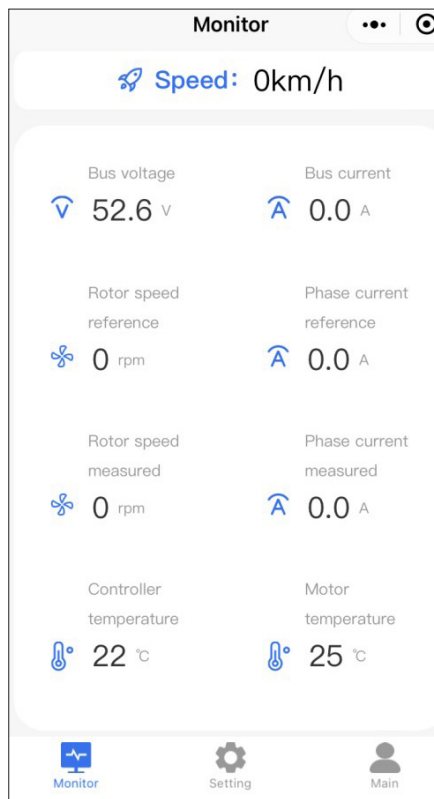 Monitor
Speed: 0km/h
Bus voltage
52.6 V
Bus current
0.0 A
Rotor speed
reference
0 rpm
Phase current
reference
0.0 A
Rotor speed
measured
0 rpm
Phase current
measured
0.0 A
Controller
temperature
22 ℃
Motor
temperature
25 ℃
Monitor
Setting
Main